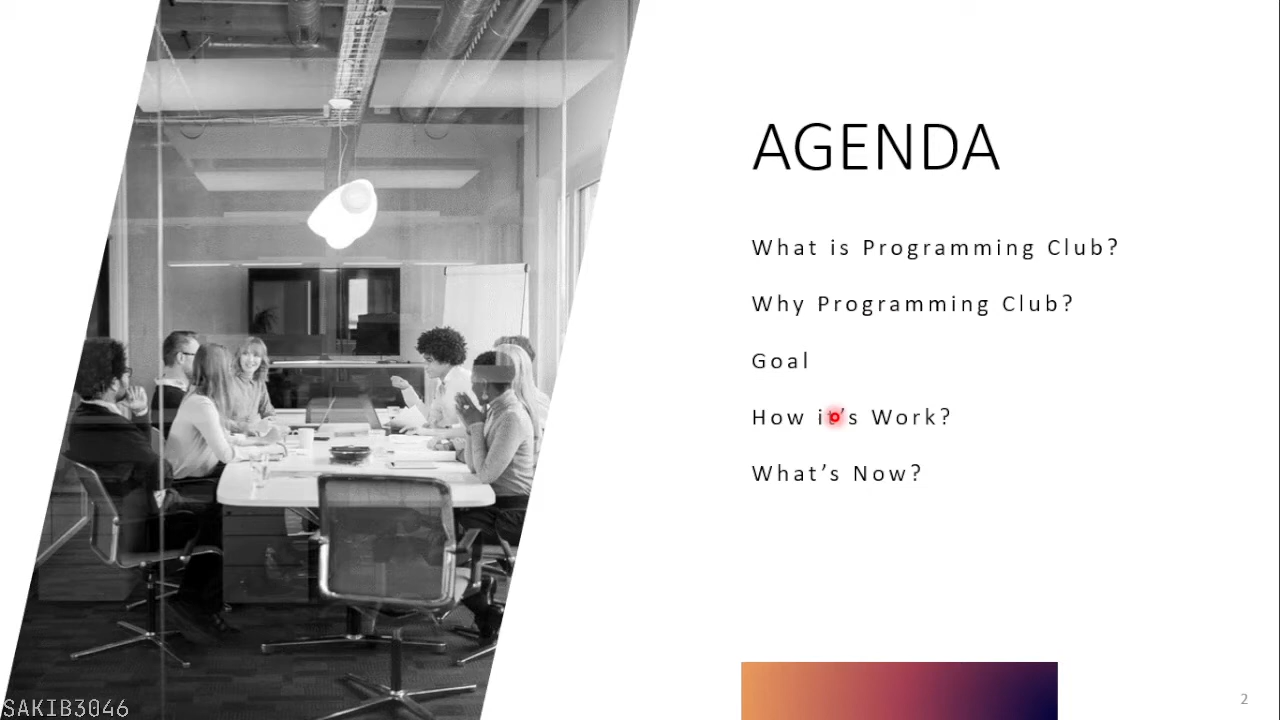 AGENDA
What is Programming Club?
Why Programming Club?
Goal
How it's Work?
What’s Now?
SAKIB3046
2